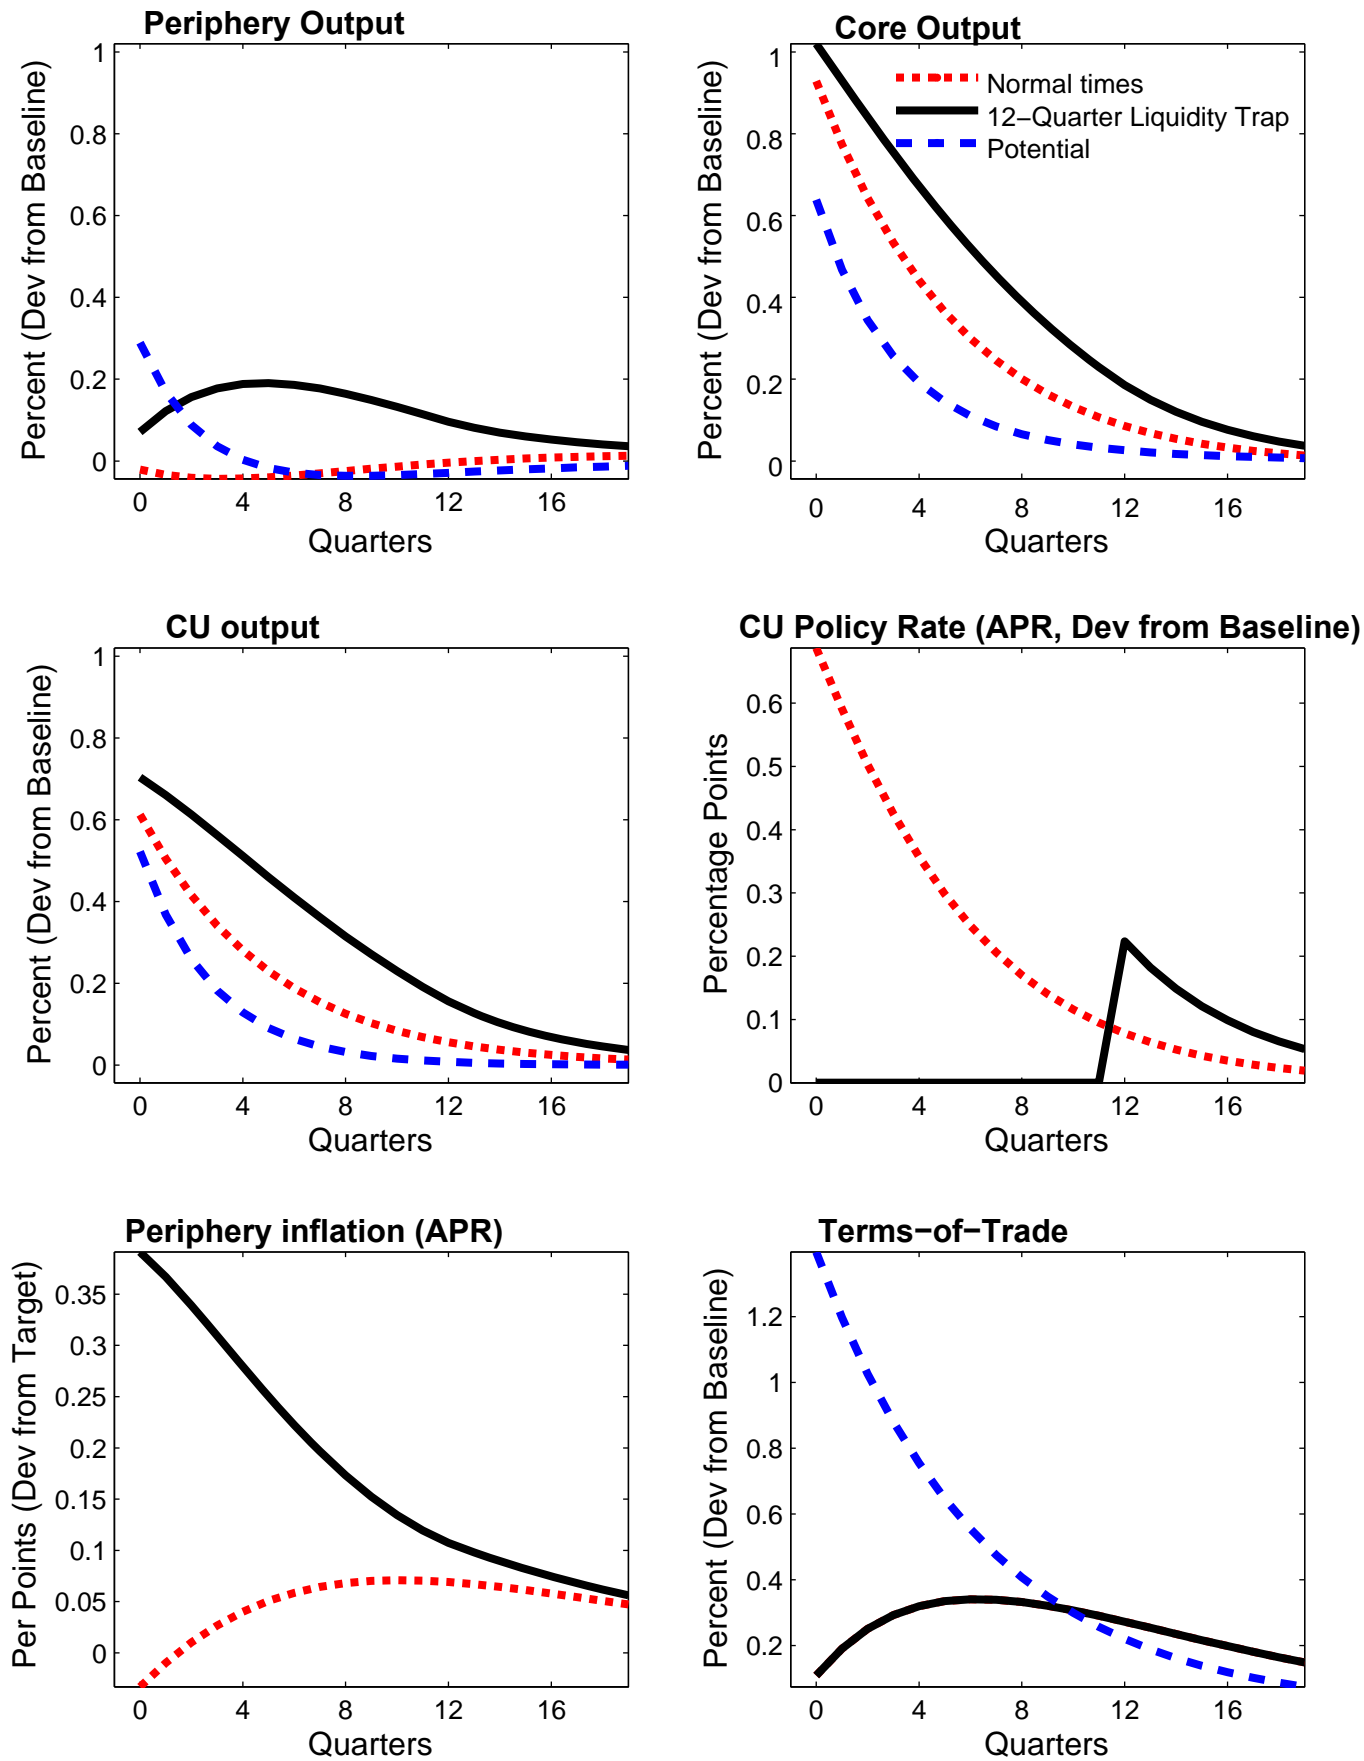 Periphery Output
Percent (Dev from Baseline)
1
0.8
0.6
0.4
0.2
0
0 4 8 12 16
Quarters
Core Output
Normal times
12−Quarter Liquidity Trap
Potential
Percent (Dev from Baseline)
1
0.8
0.6
0.4
0.2
0
0 4 8 12 16
Quarters
CU output
Percent (Dev from Baseline)
1
0.8
0.6
0.4
0.2
0
0 4 8 12 16
Quarters
CU Policy Rate (APR, Dev from Baseline)
Percentage Points
0.6
0.5
0.4
0.3
0.2
0.1
0
0 4 8 12 16
Quarters
Periphery inflation (APR)
Per Points (Dev from Target)
0.35
0.3
0.25
0.2
0.15
0.1
0.05
0
0 4 8 12 16
Quarters
Terms−of−Trade
Percent (Dev from Baseline)
1.2
1
0.8
0.6
0.4
0.2
0 4 8 12 16
Quarters